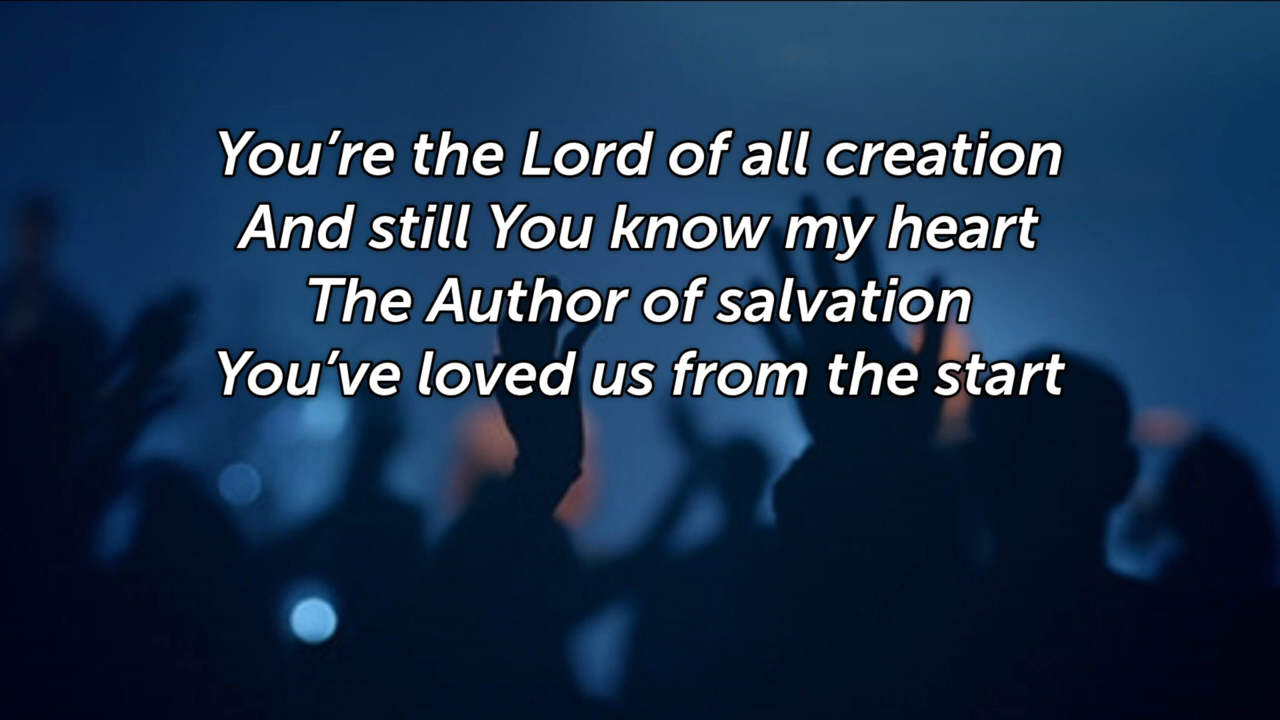 You’re the Lord of all creation
And still You know my heart
The Author of salvation
You’ve loved us from the start